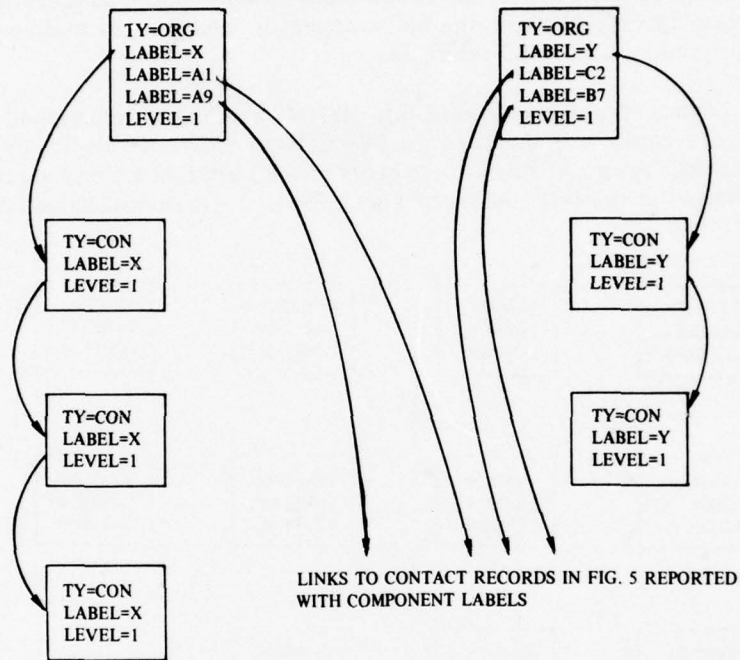 TY=ORG
LABEL=X
LABEL=A1
LABEL=A9
LEVEL=1
TY=ORG
LABEL=Y
LABEL=C2
LABEL=B7
LEVEL=1
TY=CON
LABEL=X
LEVEL=1
TY=CON
LABEL=Y
LEVEL=1
TY=CON
LABEL=X
LEVEL=1
TY=CON
LABEL=Y
LEVEL=1
TY=CON
LABEL=X
LEVEL=1
LINKS TO CONTACT RECORDS IN FIG. 5 REPORTED
WITH COMPONENT LABELS